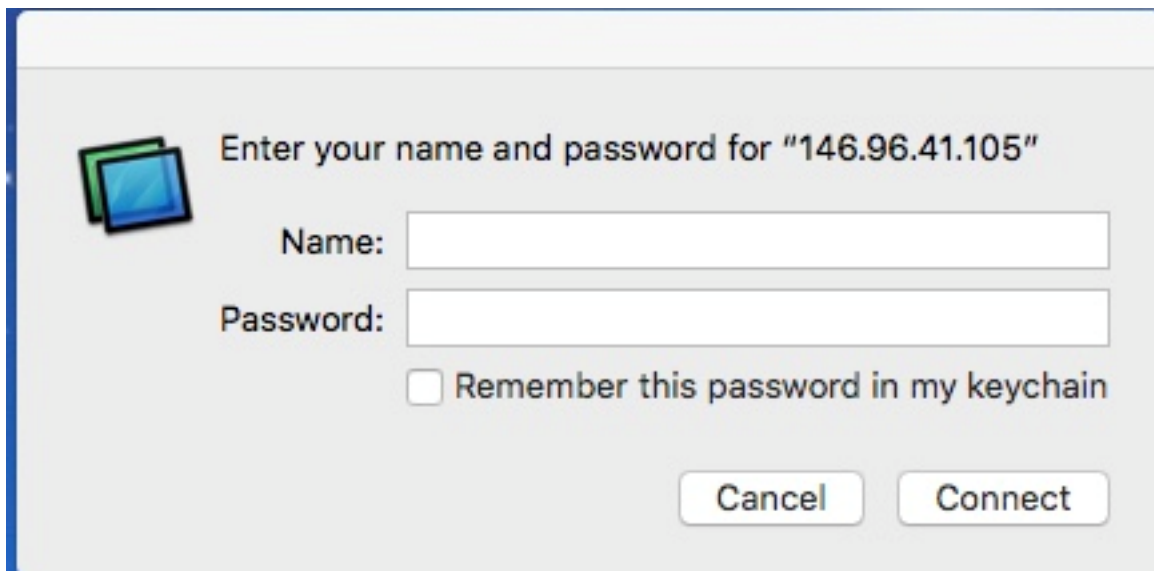 Enter your name and password for “146.96.41.105”
Name:
Password:
Remember this password in my keychain
Cancel Connect